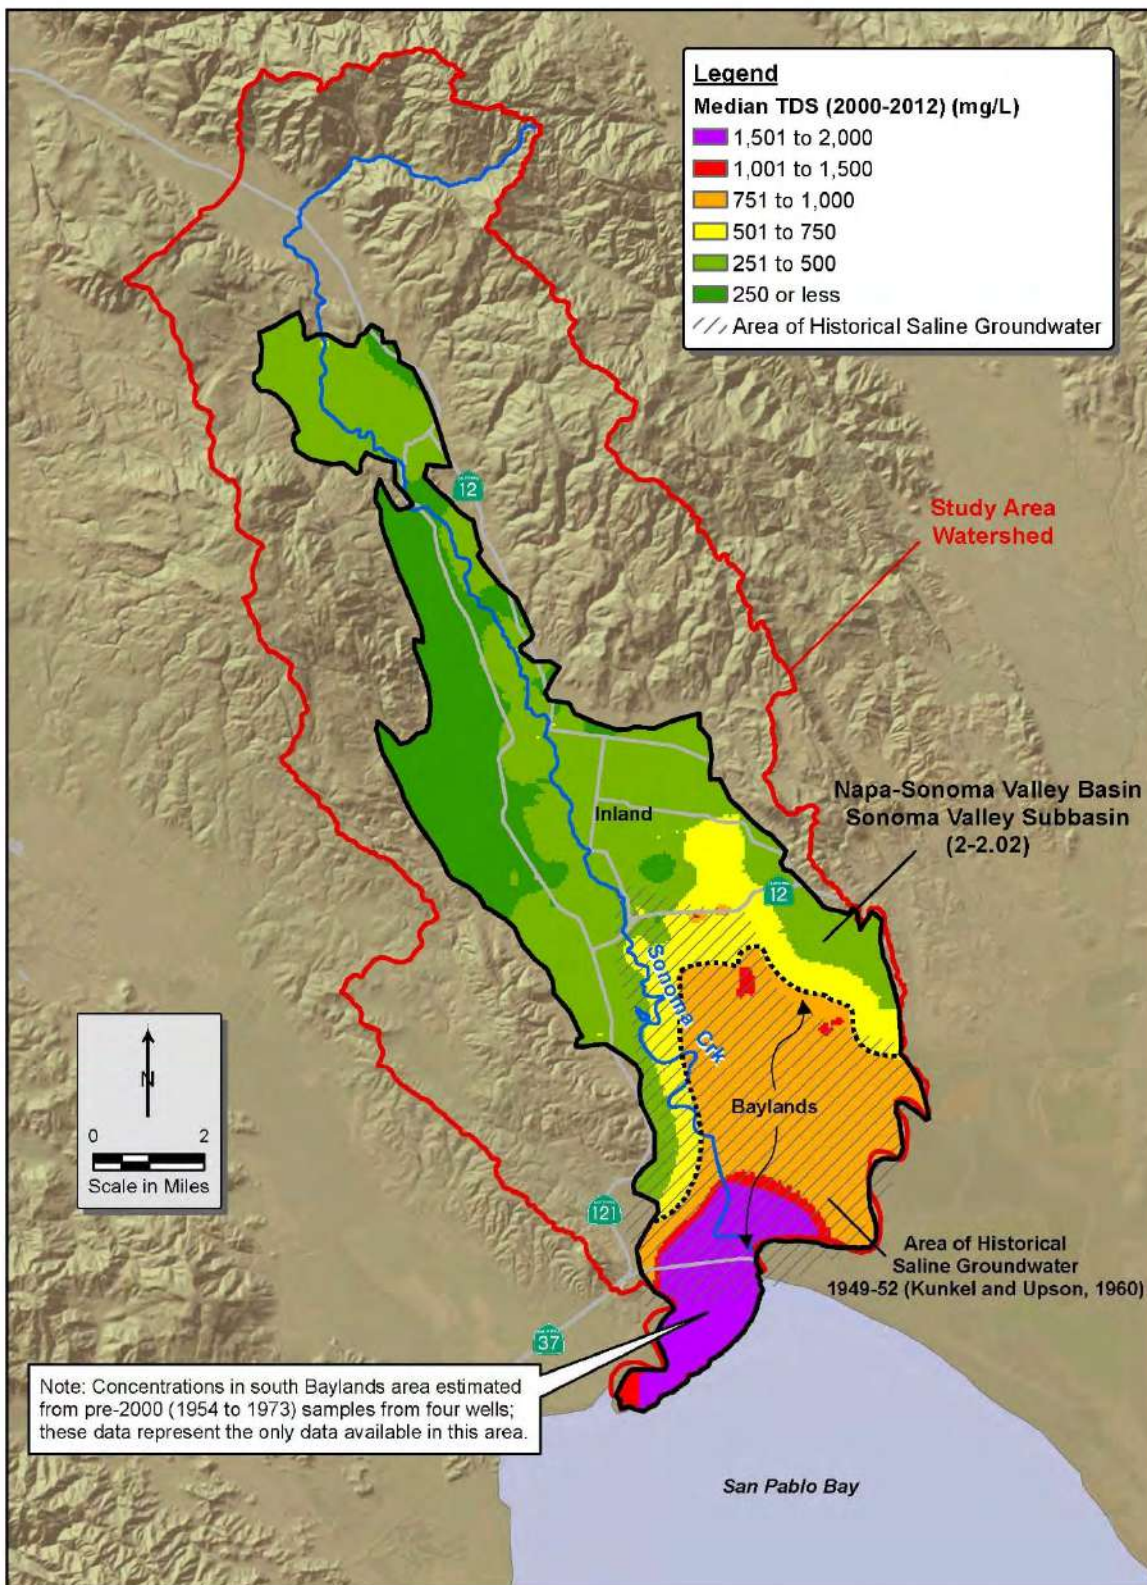 Legend
Median TDS (2000-2012) (mg/L)
1,501 to 2,000
1,001 to 1,500
751 to 1,000
501 to 750
251 to 500
250 or less
Area of Historical Saline Groundwater
12
Study Area
Watershed
Napa-Sonoma Valley Basin
Sonoma Valley Subbasin
(2-2.02)
Inland
12
Sonoma Crk
N
0 2
Scale in Miles
Baylands
121
Area of Historical
Saline Groundwater
1949-52 (Kunkel and Upson, 1960)
37
Note: Concentrations in south Baylands area estimated
from pre-2000 (1954 to 1973) samples from four wells;
these data represent the only data available in this area.
San Pablo Bay